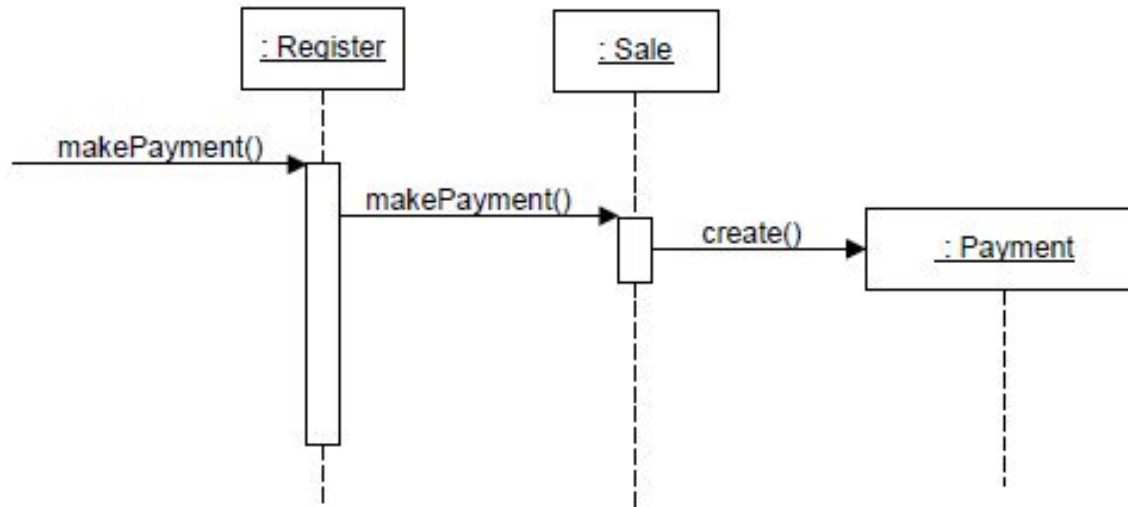 : Register
: Sale
makePayment()
makePayment()
create()
: Payment